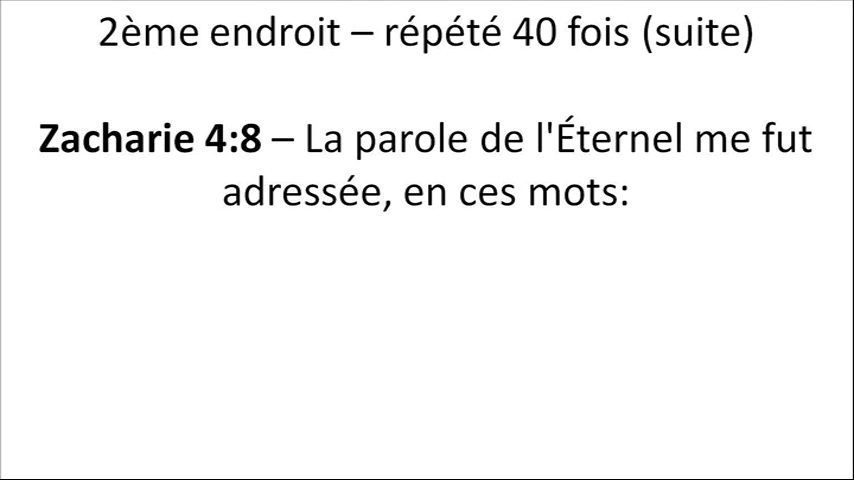 2ème endroit – répété 40 fois (suite)
Zacharie 4:8 – La parole de l'Éternel me fut
adressée, en ces mots: